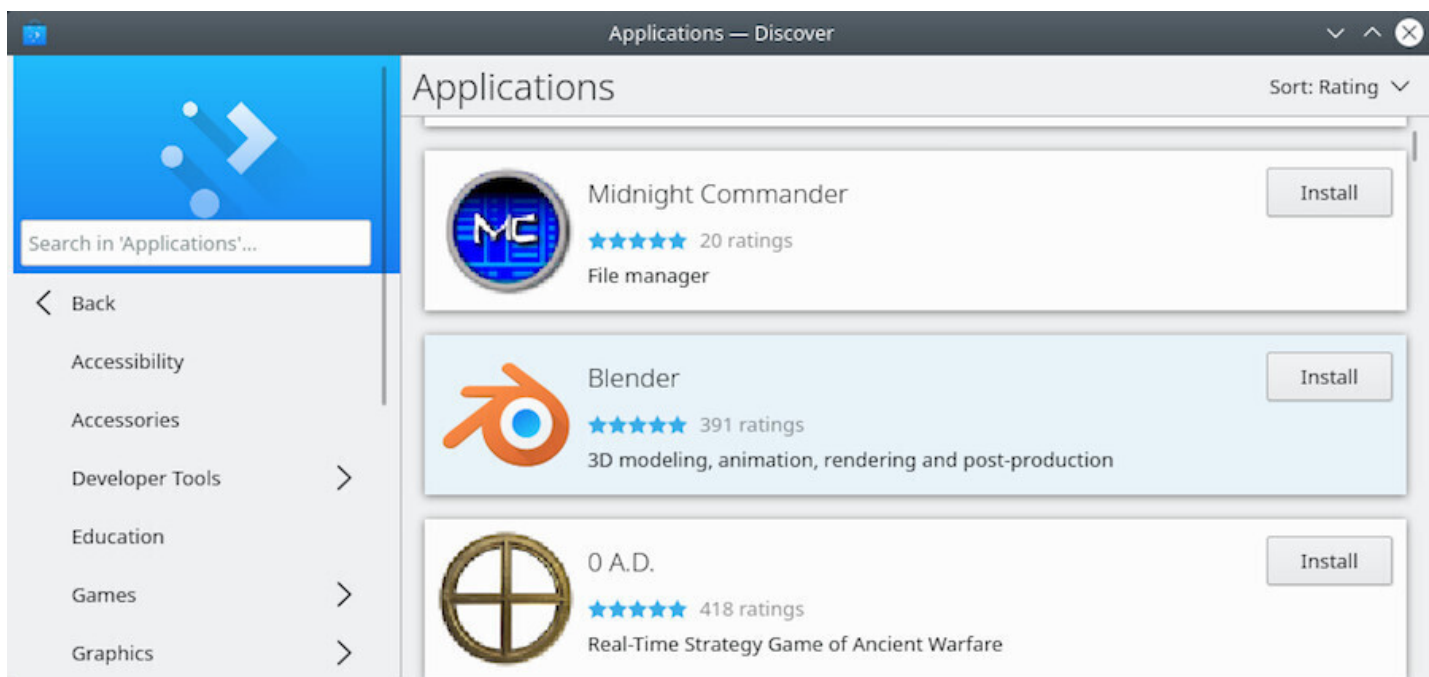 Applications — Discover
Search in 'Applications'...
Back
Accessibility
Accessories
Developer Tools
Education
Games
Graphics
Applications
Sort: Rating
MC
Midnight Commander
Install
20 ratings
File manager
Blender
Install
391 ratings
3D modeling, animation, rendering and post-production
0 A.D.
Install
418 ratings
Real-Time Strategy Game of Ancient Warfare